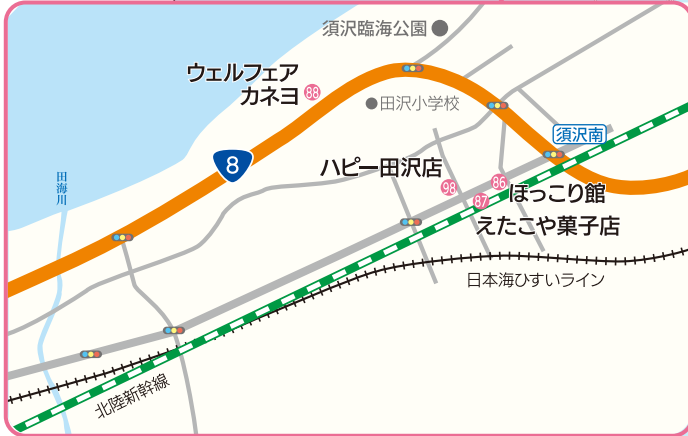 須沢臨海公園
ウェルフェア
カネヨ
88
田沢小学校
須沢南
8
田海川
ハピー田沢店
98
86
ほっこり館
87
えたこや菓子店
日本海ひすいライン
北陸新幹線